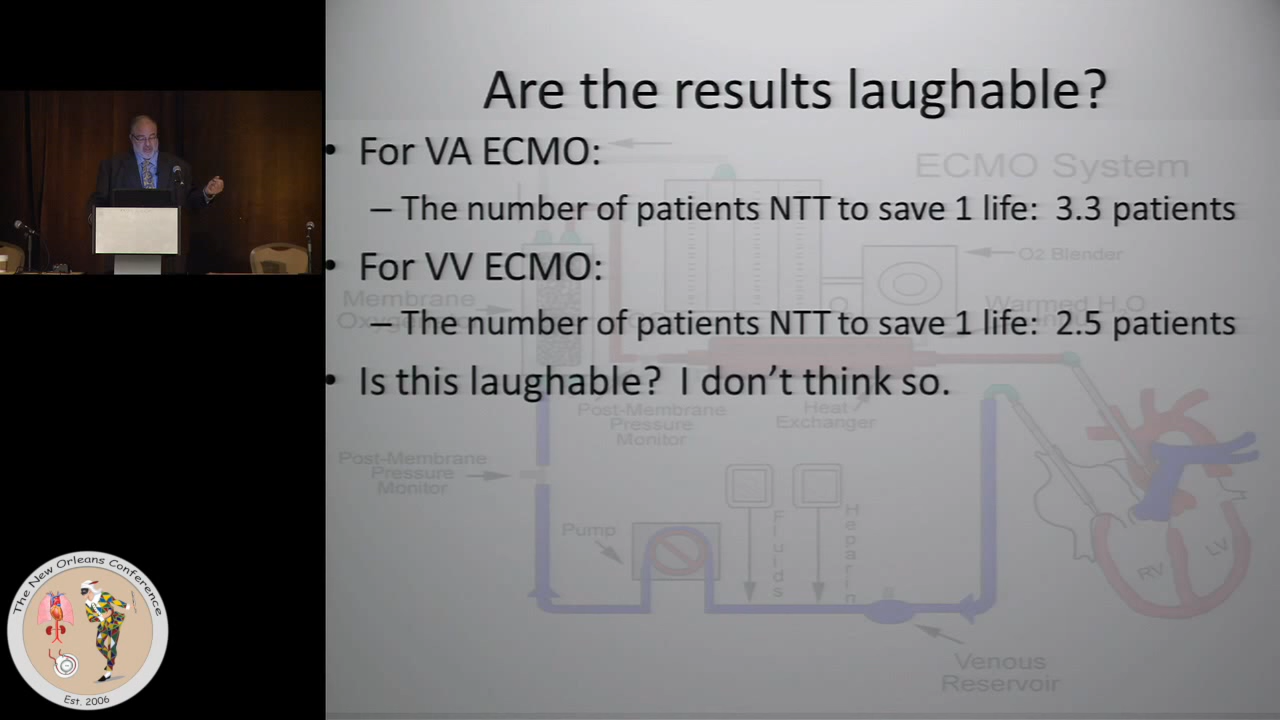 Are the results laughable?
• For VA ECMO:
– The number of patients NTT to save 1 life: 3.3 patients
• For VV ECMO:
– The number of patients NTT to save 1 life: 2.5 patients
• Is this laughable? I don't think so.
ECMO System
O2 Blender
Membrane
Warmed H2O
Post-Membrane
Pressure
Monitor
Heat
Exchanger
Post-Membrane
Pressure
Monitor
Pump
Fluids
Heparin
LV
RV
Venous
Reservoir
The New Orleans Conference
Est. 2006